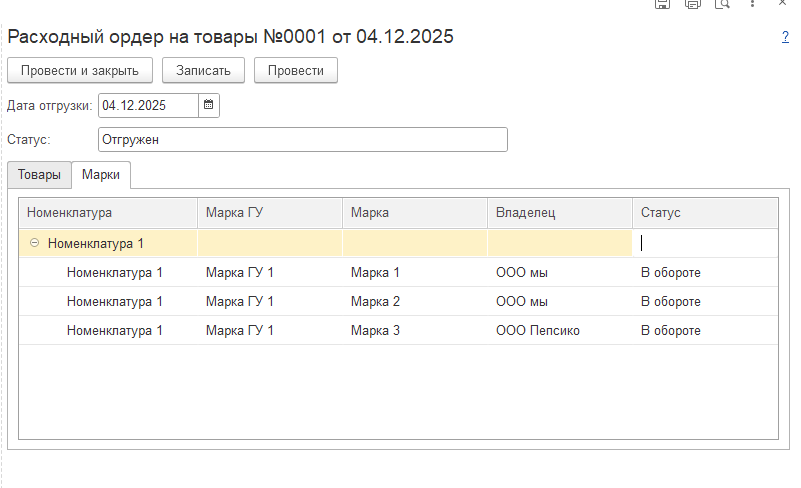 Расходный ордер на товары №0001 от 04.12.2025
?
Провести и закрыть Записать Провести
Дата отгрузки: 04.12.2025
Статус: Отгружен
Товары Марки
Номенклатура Марка ГУ Марка Владелец Статус
Номенклатура 1
Номенклатура 1 Марка ГУ 1 Марка 1 ООО мы В обороте
Номенклатура 1 Марка ГУ 1 Марка 2 ООО мы В обороте
Номенклатура 1 Марка ГУ 1 Марка 3 ООО Пепсико В обороте